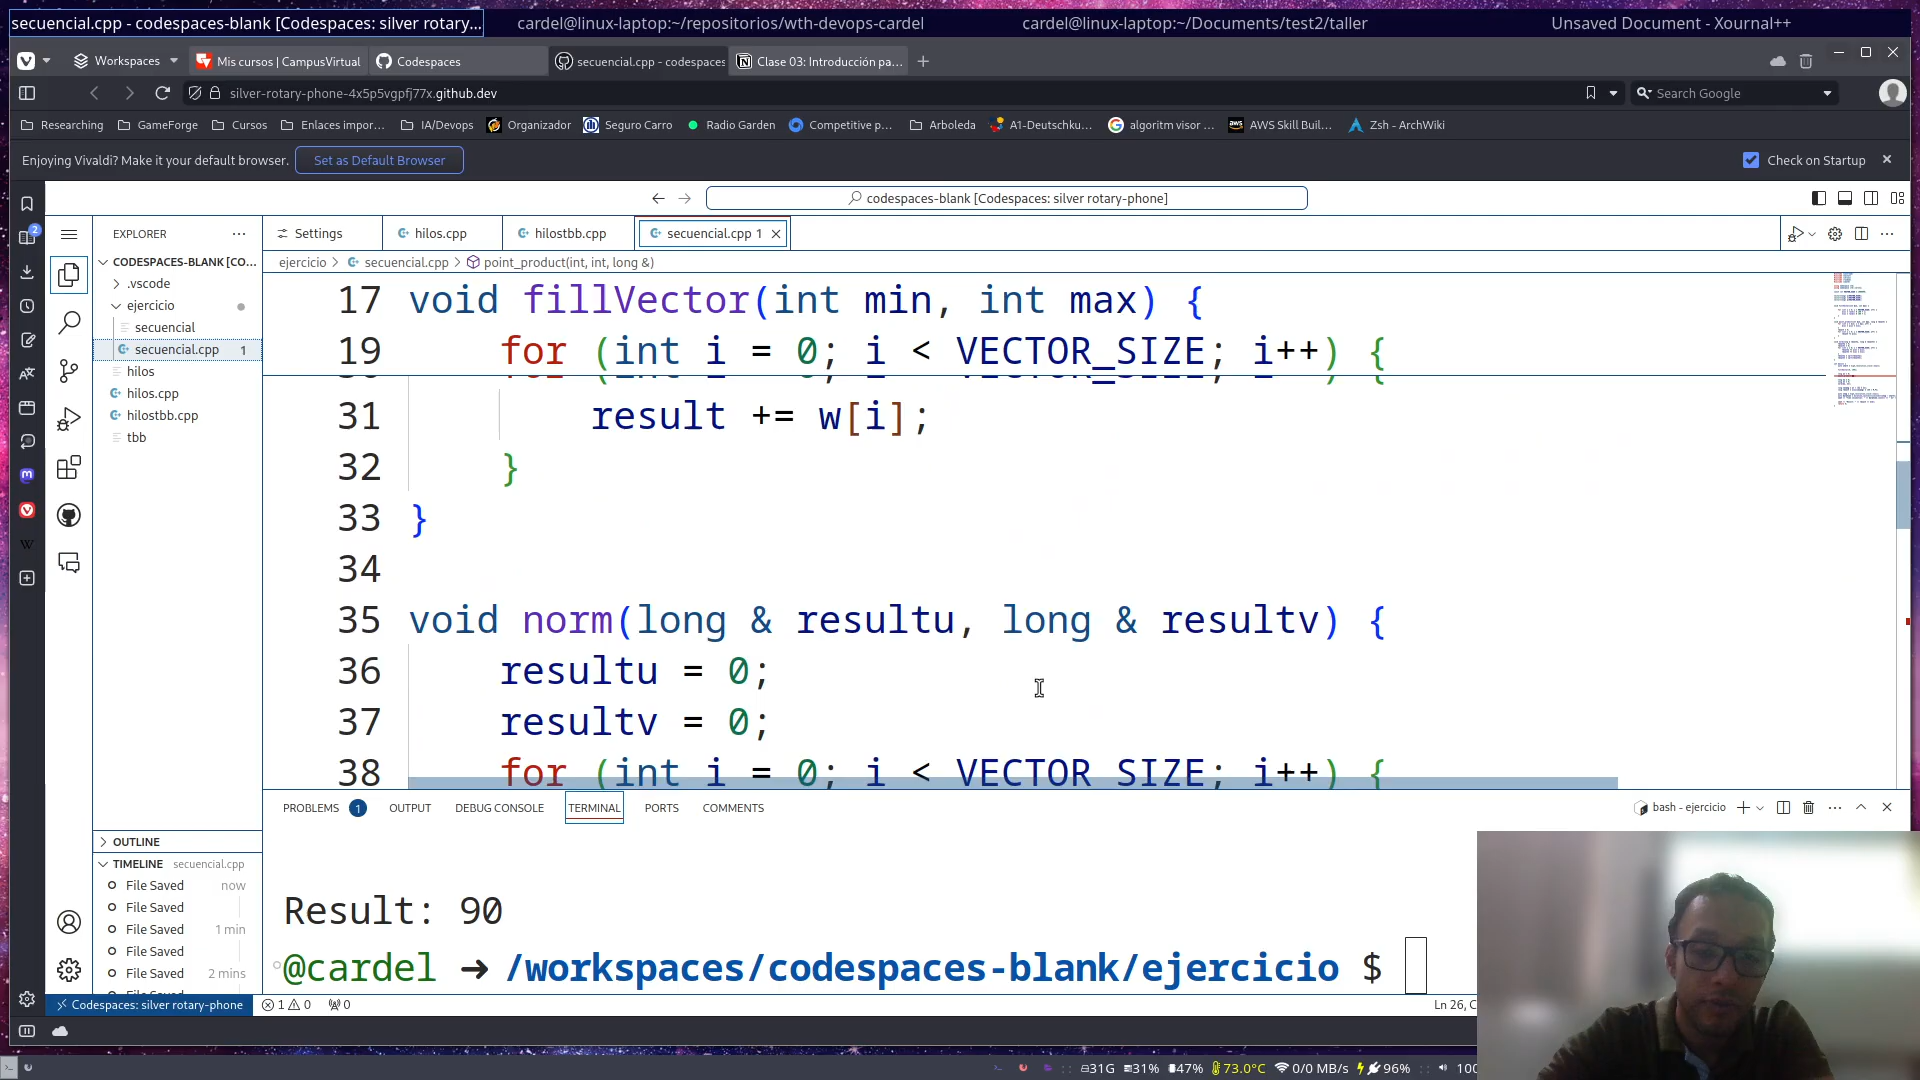 secuencial.cpp - codespaces-blank [Codespaces: silver rotary...
cardel@linux-laptop:~/repositorios/wth-devops-cardel
cardel@linux-laptop:~/Documents/test2/taller
Unsaved Document - Xournal++
Workspaces
Mis cursos | CampusVirtual
Codespaces
secuencial.cpp - codespaces
Clase 03: Introducción pa...
silver-rotary-phone-4x5p5vgpfj77x.github.dev
Search Google
Researching
GameForge
Cursos
Enlaces impor...
IA/Devops
Organizador
Seguro Carro
Radio Garden
Competitive p...
Arboleda
A1-Deutschku...
algoritm visor ...
AWS Skill Buil...
Zsh - ArchWiki
Enjoying Vivaldi? Make it your default browser.
Set as Default Browser
Check on Startup
codespaces-blank [Codespaces: silver rotary-phone]
EXPLORER
Settings
hilos.cpp
hilostbb.cpp
secuencial.cpp 1
CODESPACES-BLANK [CO...
.vscode
ejercicio
secuencial
secuencial.cpp 1
hilos
hilos.cpp
hilostbb.cpp
tbb
ejercicio > secuencial.cpp > point_product(int, int, long &)
17 void fillVector(int min, int max) {
19 for (int i = 0; i < VECTOR_SIZE; i++) {
31 result += w[i];
32 }
33 }
34
35 void norm(long & resultu, long & resultv) {
36 resultu = 0;
37 resultv = 0;
38 for (int i = 0; i < VECTOR_SIZE; i++) {
PROBLEMS 1
OUTPUT
DEBUG CONSOLE
TERMINAL
PORTS
COMMENTS
bash - ejercicio
OUTLINE
TIMELINE secuencial.cpp
File Saved now
File Saved
File Saved 1 min
File Saved
File Saved 2 mins
Result: 90
@cardel ➜ /workspaces/codespaces-blank/ejercicio $
Codespaces: silver rotary-phone
1 0
0
Ln 26, C
2
31G
31%
47%
73.0°C
0/0 MB/s
96%
100